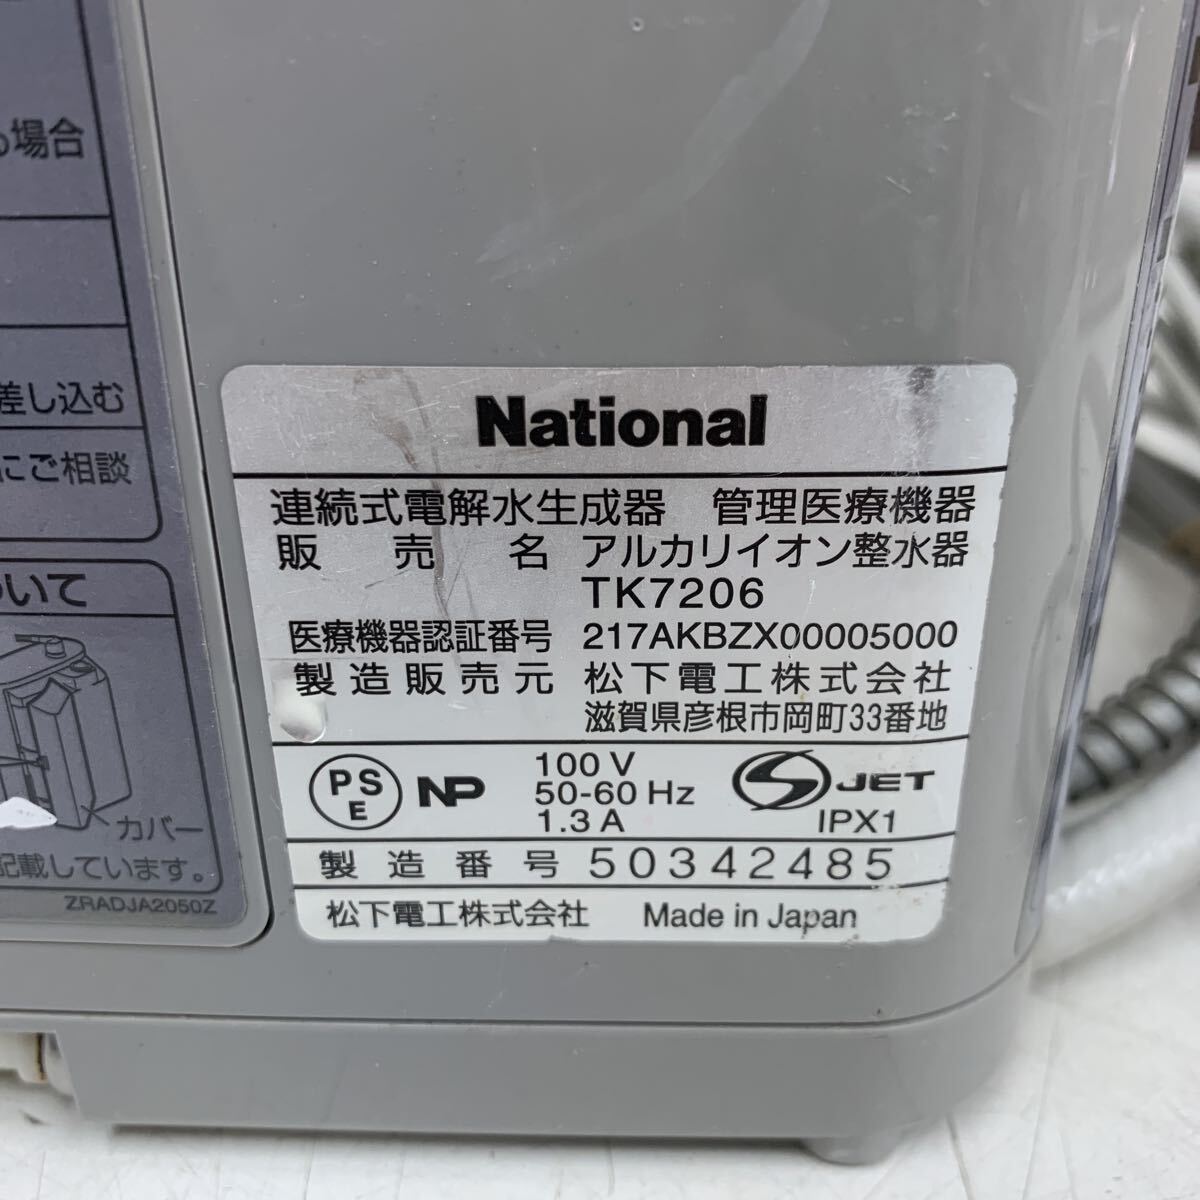 場合
差し込む
にご相談
ついて
カバー
記載しています。
ZRADJA2050Z
National
連続式電解水生成器 管理医療機器
販売名 アルカリイオン整水器
TK7206
医療機器認証番号 217AKBZX00005000
製造販売元 松下電工株式会社
滋賀県彦根市岡町33番地
PS
E
NP
100 V
50-60 Hz
1.3 A
S JET
IPX1
製造番号 50342485
松下電工株式会社 Made in Japan